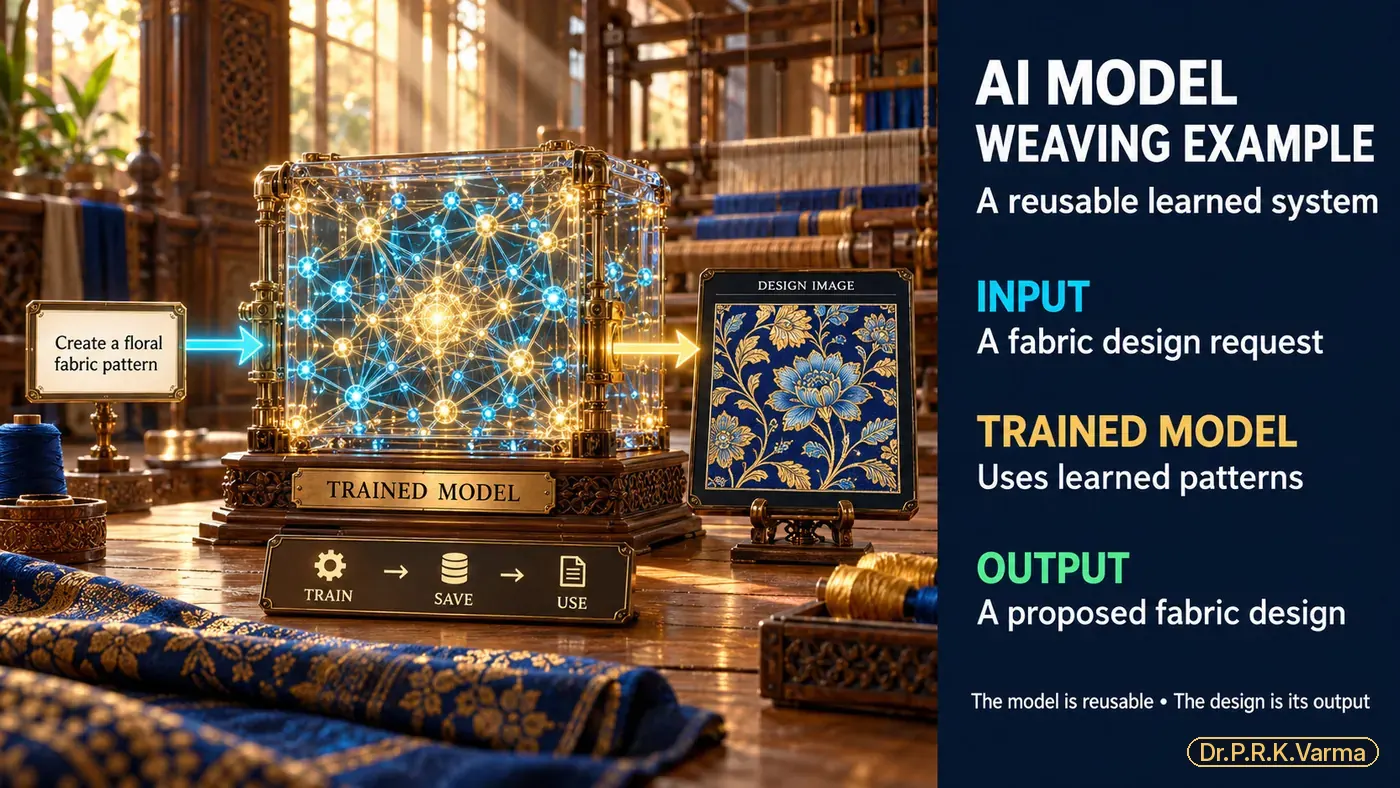 Create a floral
fabric pattern
TRAINED MODEL
TRAIN → SAVE → USE
DESIGN IMAGE
AI MODEL
WEAVING EXAMPLE
A reusable learned system
INPUT
A fabric design request
TRAINED MODEL
Uses learned patterns
OUTPUT
A proposed fabric design
The model is reusable • The design is its output
Dr.P.R.K.Varma